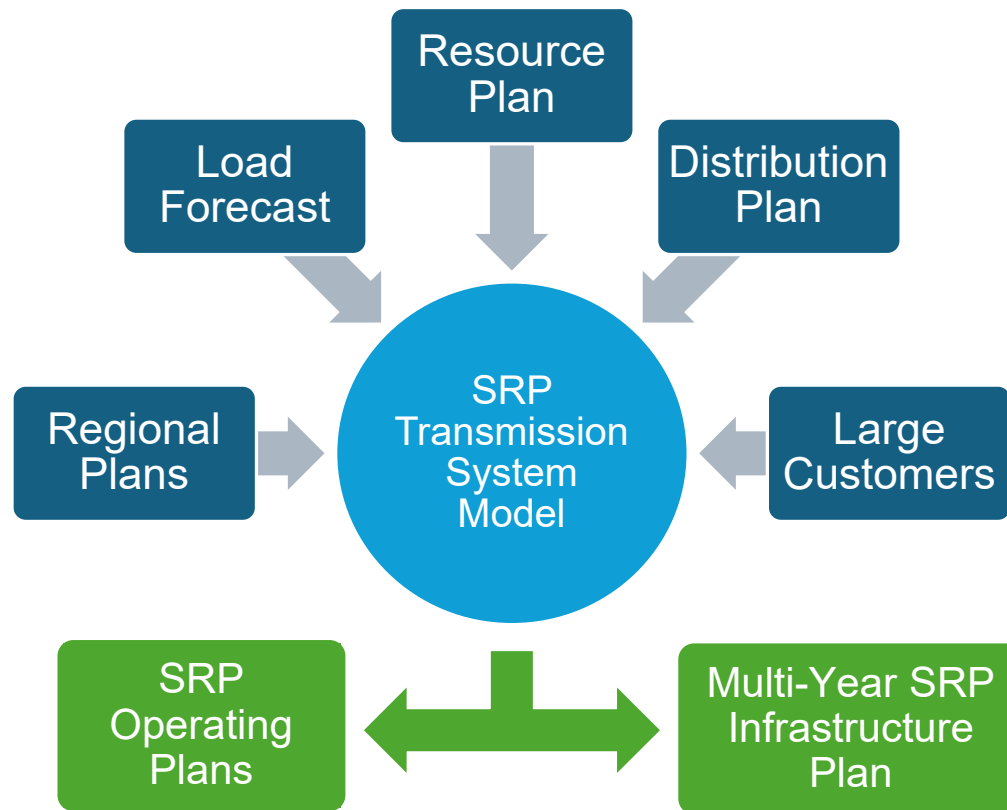 Resource
Plan
Load
Forecast
Distribution
Plan
Regional
Plans
SRP
Transmission
System
Model
Large
Customers
SRP
Operating
Plans
Multi-Year SRP
Infrastructure
Plan